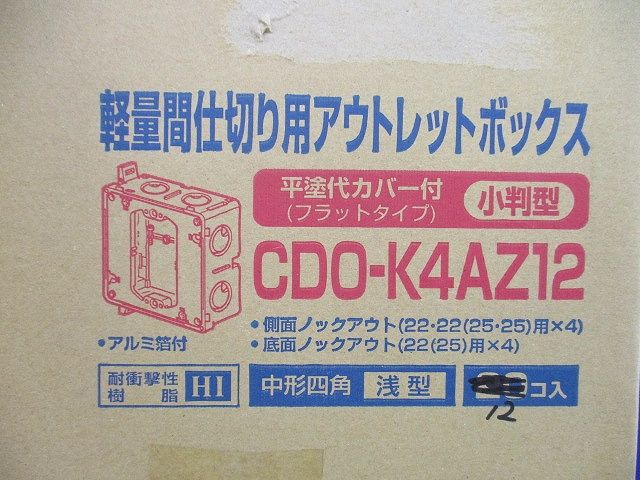 軽量間仕切り用アウトレットボックス
平塗代カバー付
(フラットタイプ)
小判型
CDO-K4AZ12
• 側面ノックアウト(22・22(25・25)用×4)
• 底面ノックアウト(22(25)用×4)
• アルミ箔付
耐衝撃性
樹 脂
HI
中形四角 浅型
コ入
12